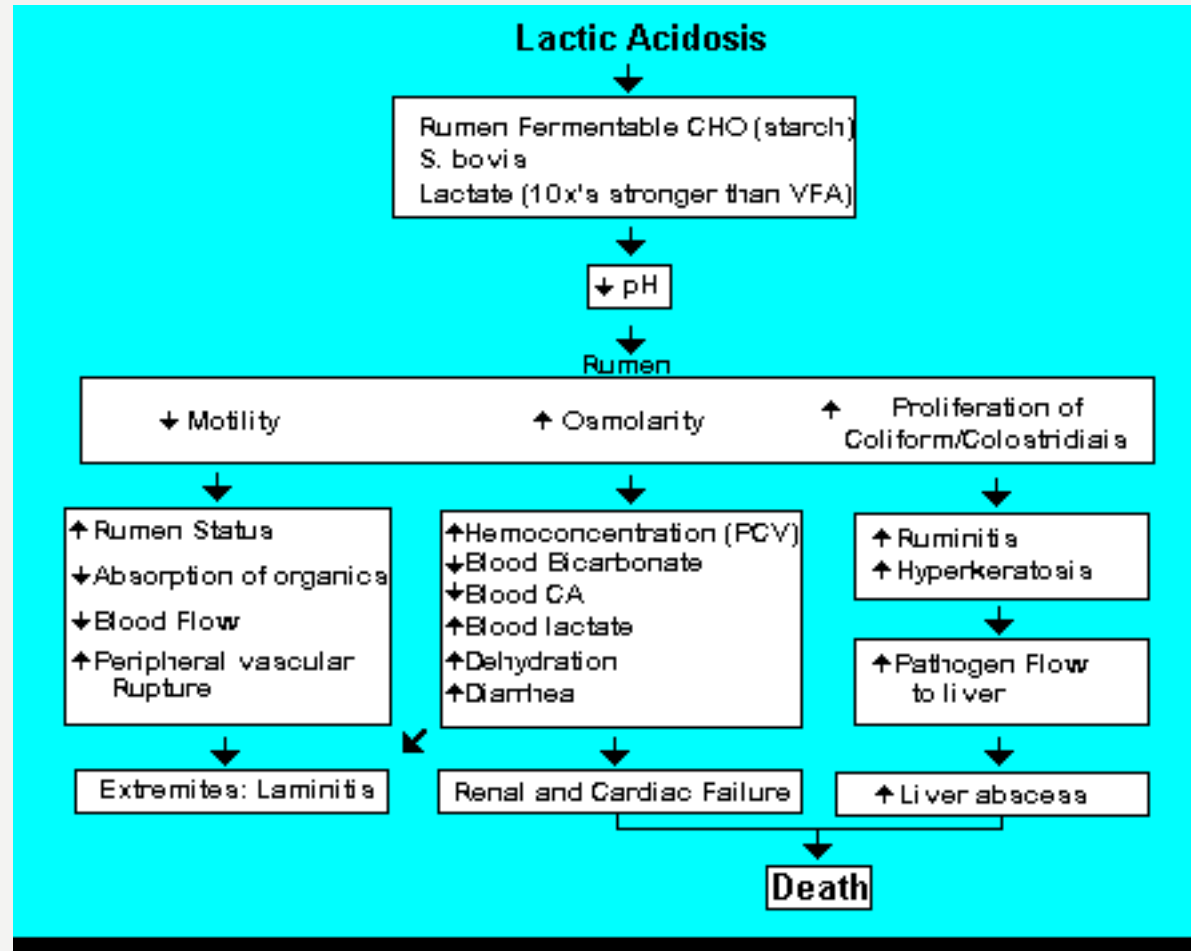 Lactic Acidosis
Rumen Fermentable CHO (starch)
S. bovis
Lactate (10x's stronger than VFA)
↓ pH
Rumen
↓ Motility
↑ Osmolarity
↑ Proliferation of
Coliform/Colostridiais
↑ Rumen Status
↓ Absorption of organics
↓ Blood Flow
↑ Peripheral vascular
Rupture
↑ Hemoconcentration (PCV)
↓ Blood Bicarbonate
↓ Blood CA
↑ Blood lactate
↑ Dehydration
↑ Diarrhea
↑ Ruminitis
↑ Hyperkeratosis
↑ Pathogen Flow
to liver
Extremites: Laminitis
Renal and Cardiac Failure
↑ Liver abscess
Death